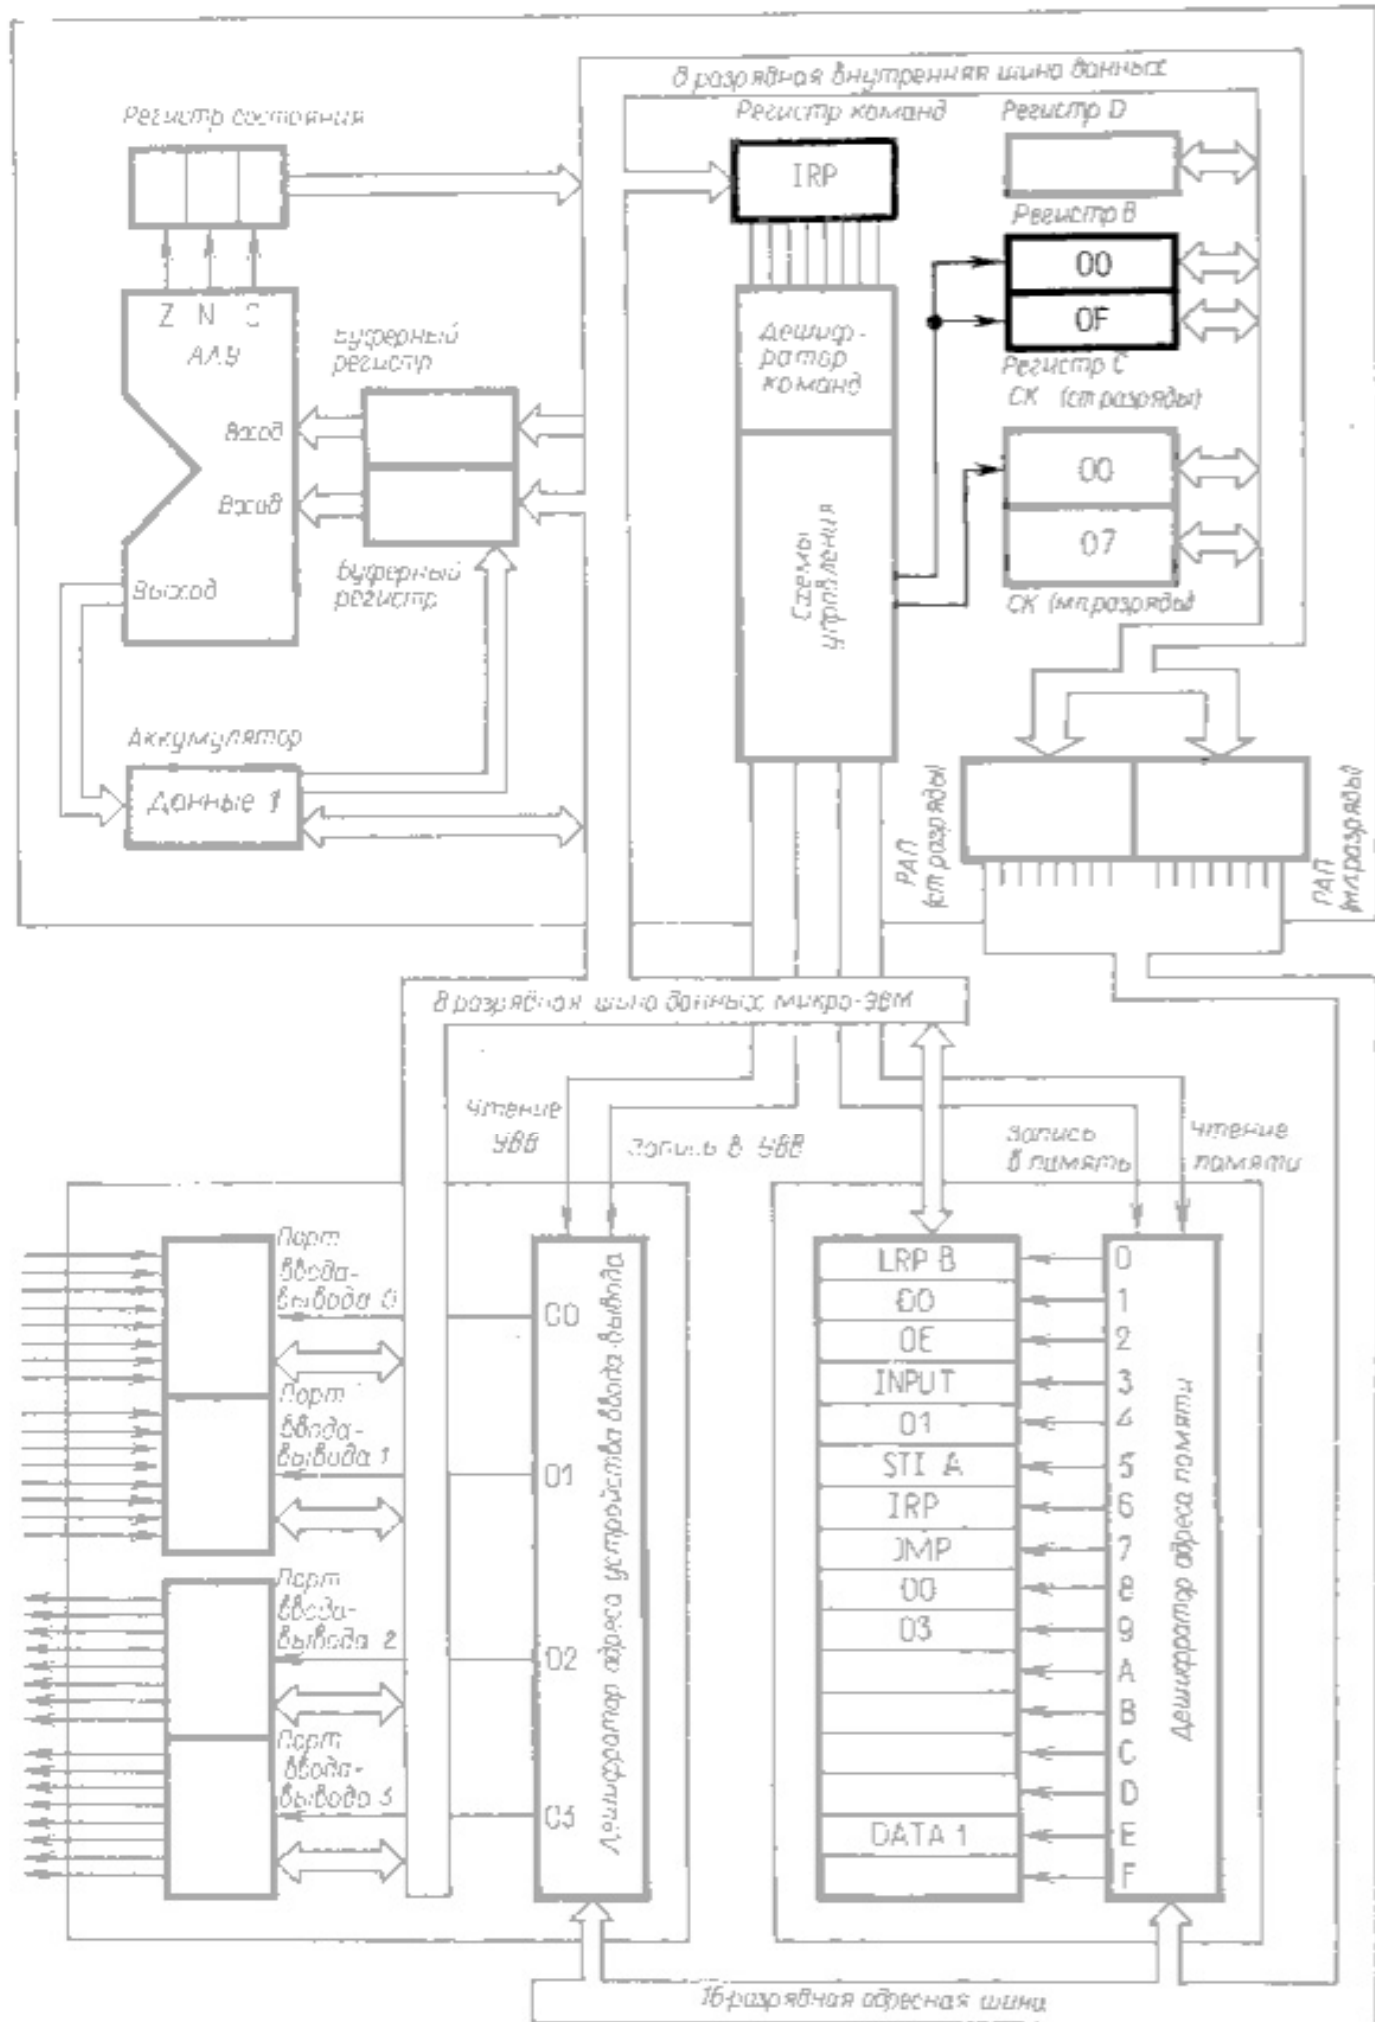 8 разрядная внутренняя шина данных
Регистр состояния
Регистр команд
Регистр D
IRP
Регистр B
00
0F
Регистр C
Z N C
АЛУ
Буферный
регистр
Вход
Вход
Буферный
регистр
Выход
Дешиф-
ратор
команд
Схемы
управления
СК (ст. разряды)
00
07
СК (мл. разряды)
Аккумулятор
Данные 1
РАП
(ст разряды)
РАП
(мл. разряды)
8 разрядная шина данных микро-ЭВМ
Чтение
УВВ
Запись в УВВ
Запись
в память
Чтение
памяти
Порт
ввода-
вывода 0
Порт
ввода-
вывода 1
Порт
ввода-
вывода 2
Порт
ввода-
вывода 3
00
01
02
03
Дешифратор адреса устройства ввода-вывода
LRP B 0
00 1
0E 2
INPUT 3
01 4
STI A 5
IRP 6
JMP 7
00 8
03 9
A
B
C
D
DATA 1 E
F
Дешифратор адреса памяти
16-разрядная адресная шина